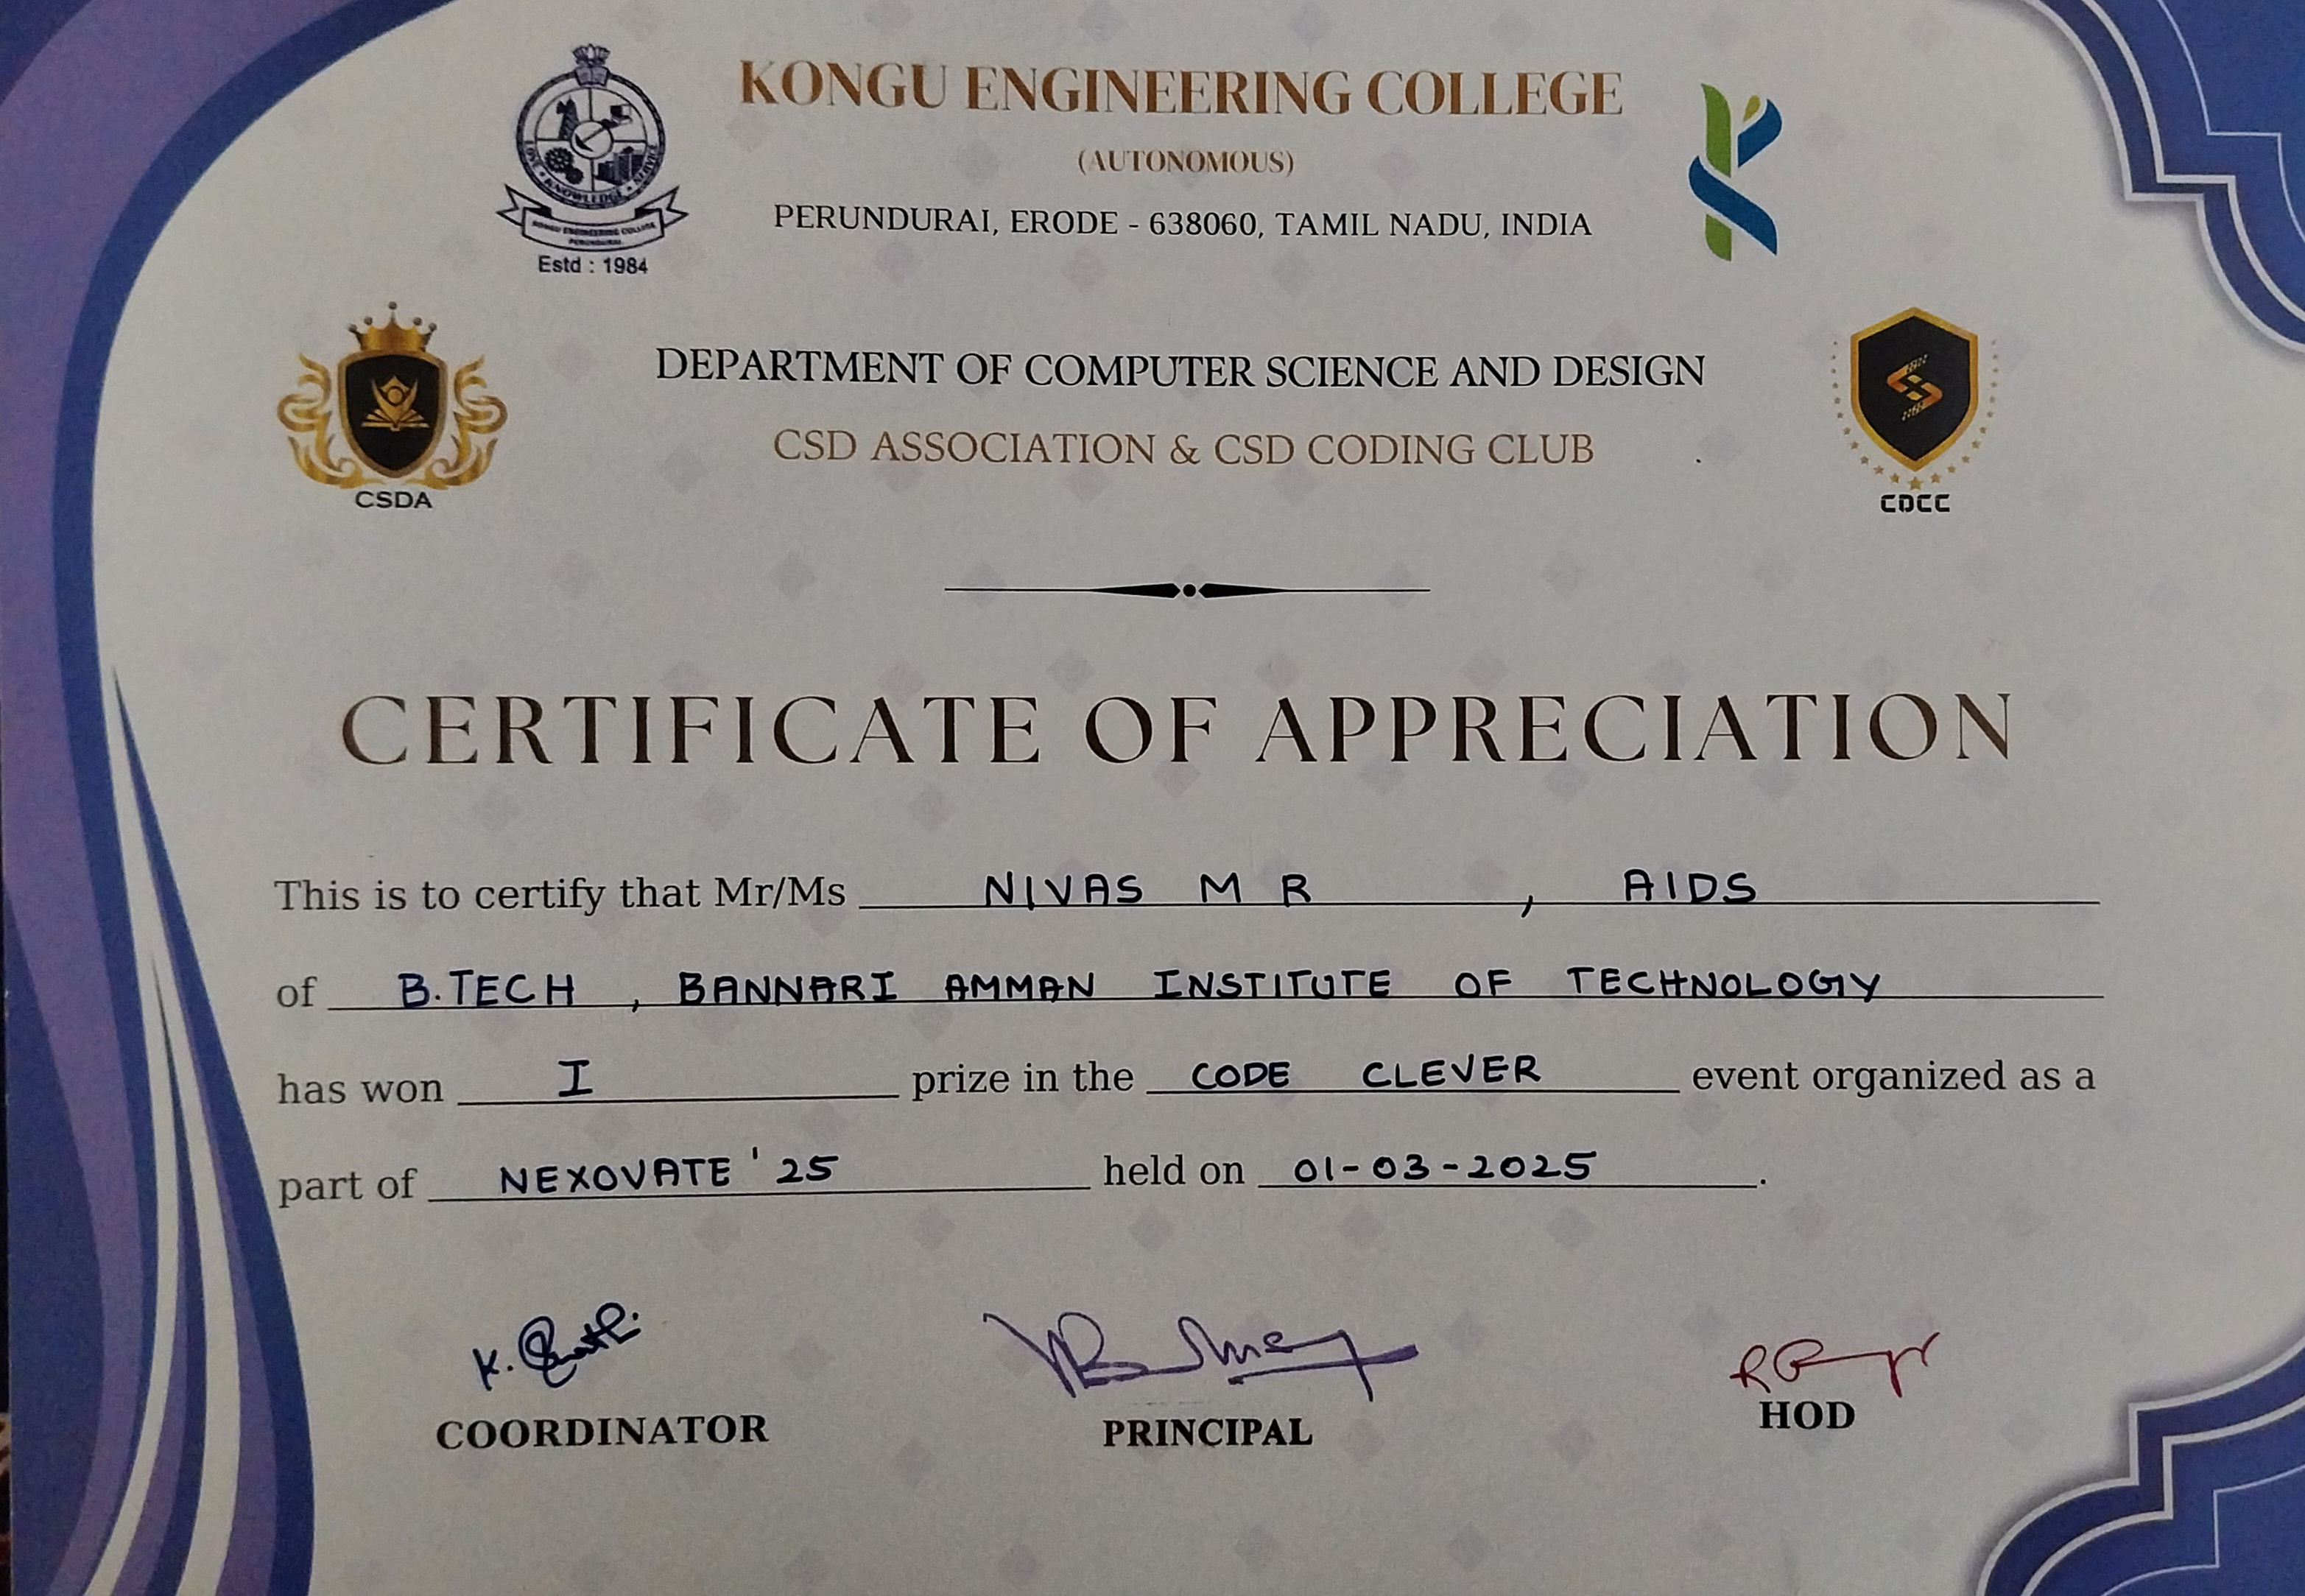 KONGU ENGINEERING COLLEGE
(AUTONOMOUS)
PERUNDURAI, ERODE - 638060, TAMIL NADU, INDIA
LOVE • KNOWLEDGE • SERVICE
KONGU ENGINEERING COLLEGE
PERUNDURAI
Estd : 1984
DEPARTMENT OF COMPUTER SCIENCE AND DESIGN
CSD ASSOCIATION & CSD CODING CLUB
CSDA
CDCC
CERTIFICATE OF APPRECIATION
This is to certify that Mr/Ms NIVAS M R , AIDS
of B.TECH , BANNARI AMMAN INSTITUTE OF TECHNOLOGY
has won I prize in the CODE CLEVER event organized as a
part of NEXOVATE '25 held on 01-03-2025.
COORDINATOR
PRINCIPAL
HOD